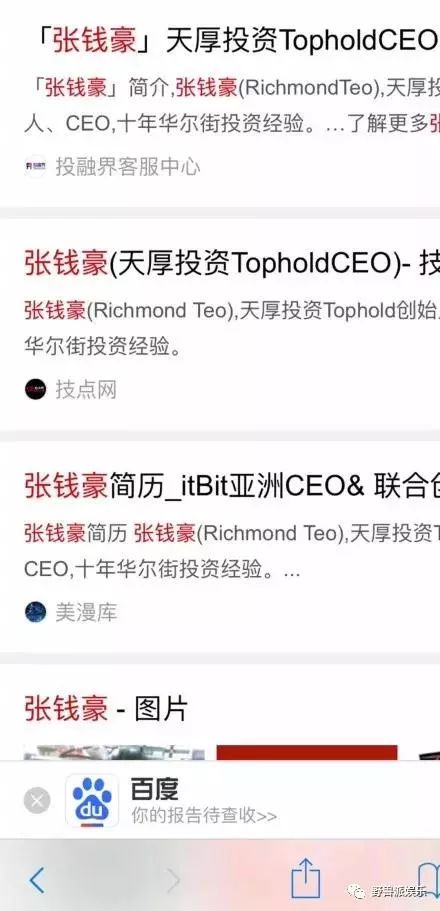 「张钱豪」天厚投资TopholdCEO
「张钱豪」简介,张钱豪(RichmondTeo),天厚
人、CEO,十年华尔街投资经验。…了解更多
投融界客服中心
张钱豪(天厚投资TopholdCEO)- 技
张钱豪(Richmond Teo),天厚投资Tophold创始
华尔街投资经验。
技点网
张钱豪简历_itBit亚洲CEO& 联合
张钱豪简历 张钱豪(Richmond Teo),天厚投资
CEO,十年华尔街投资经验。...
美漫库
张钱豪 - 图片
du
百度
你的报告待查收>>
野兽派娱乐